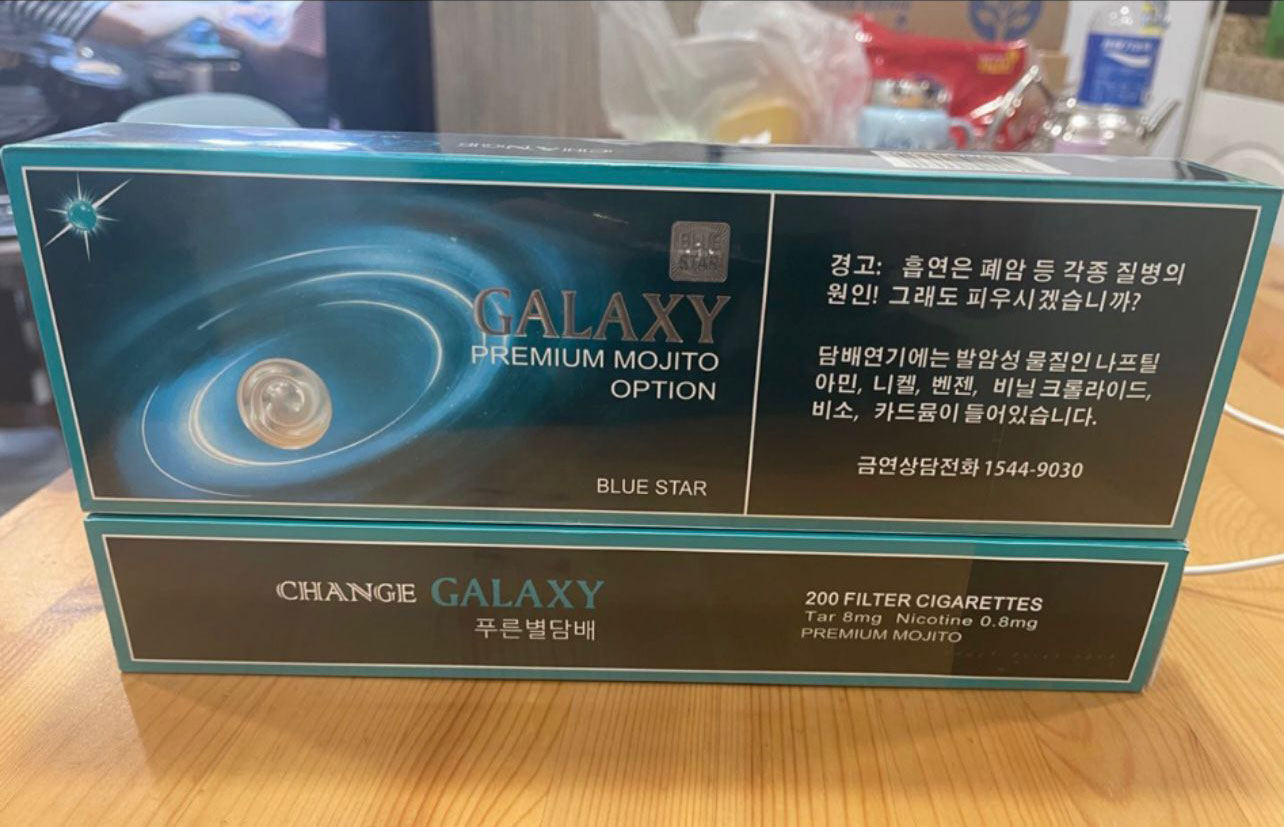 BLUE
STAR
GALAXY
PREMIUM MOJITO
OPTION
BLUE STAR
경고: 흡연은 폐암 등 각종 질병의
원인! 그래도 피우시겠습니까?
담배연기에는 발암성 물질인 나프틸
아민, 니켈, 벤젠, 비닐 크롤라이드,
비소, 카드뮴이 들어있습니다.
금연상담전화 1544-9030
CHANGE GALAXY
푸른별담배
200 FILTER CIGARETTES
Tar 8mg Nicotine 0.8mg
PREMIUM MOJITO